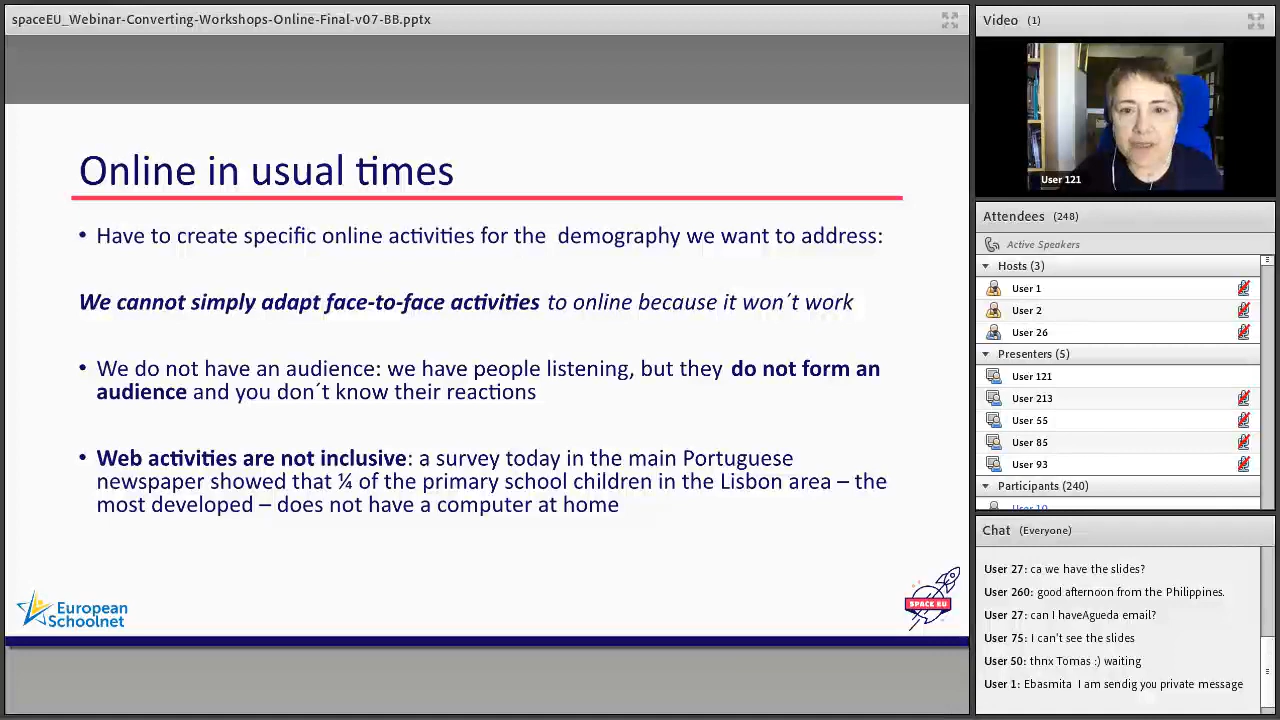 spaceEU_Webinar-Converting-Workshops-Online-Final-v07-BB.pptx
Online in usual times
• Have to create specific online activities for the  demography we want to address:
We cannot simply adapt face-to-face activities to online because it won´t work
• We do not have an audience: we have people listening, but they do not form an
audience and you don´t know their reactions
• Web activities are not inclusive: a survey today in the main Portuguese
newspaper showed that ¼ of the primary school children in the Lisbon area – the
most developed – does not have a computer at home
European
Schoolnet
SPACE EU
Video (1)
User 121
Attendees (248)
Active Speakers
Hosts (3)
User 1
User 2
User 26
Presenters (5)
User 121
User 213
User 55
User 85
User 93
Participants (240)
User 10
Chat (Everyone)
User 27: ca we have the slides?
User 260: good afternoon from the Philippines.
User 27: can I haveAgueda email?
User 75: I can't see the slides
User 50: thnx Tomas :) waiting
User 1: Ebasmita  I am sendig you private message